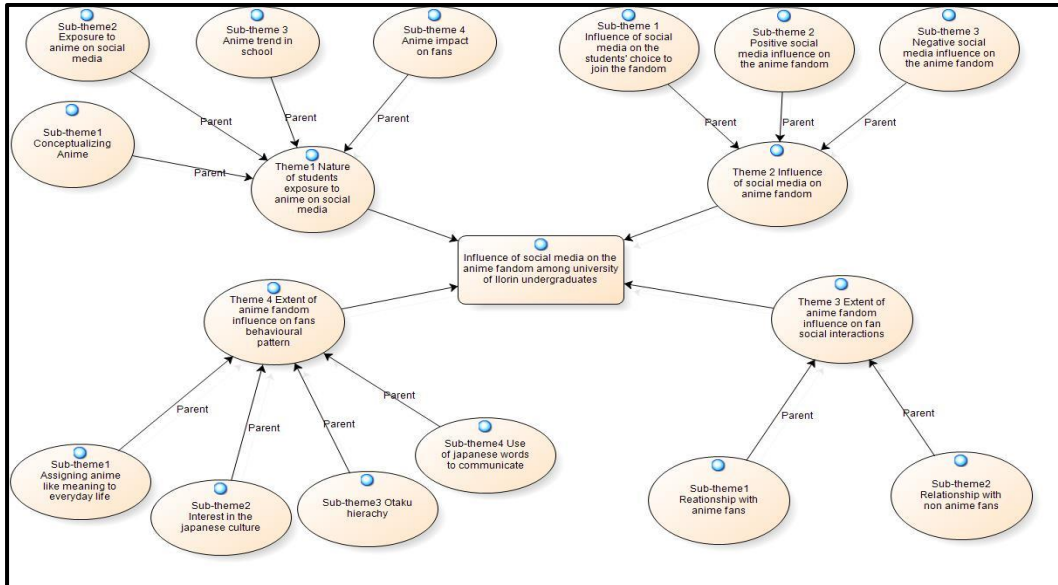 Sub-theme2
Exposure to
anime on social
media
Sub-theme 3
Anime trend in
school
Sub-theme 4
Anime impact
on fans
Sub-theme 1
Influence of social
media on the
students' choice to
join the fandom
Sub-theme 2
Positive social
media influence on
the anime fandom
Sub-theme 3
Negative social
media influence on
the anime fandom
Parent
Parent
Parent
Parent
Parent
Parent
Sub-theme1
Conceptualizing
Anime
Parent
Theme1 Nature
of students
exposure to
anime on social
media
Theme 2 Influence
of social media on
anime fandom
Influence of social media on the
anime fandom among university
of Ilorin undergraduates
Theme 4 Extent of
anime fandom
influence on fans
behavioural
pattern
Theme 3 Extent of
anime fandom
influence on fan
social interactions
Parent
Parent
Parent
Parent
Parent
Parent
Sub-theme1
Assigning anime
like meaning to
everyday life
Sub-theme2
Interest in the
japanese culture
Sub-theme3 Otaku
hierachy
Sub-theme4 Use
of japanese words
to communicate
Sub-theme1
Relationship with
anime fans
Sub-theme2
Relationship with
non anime fans